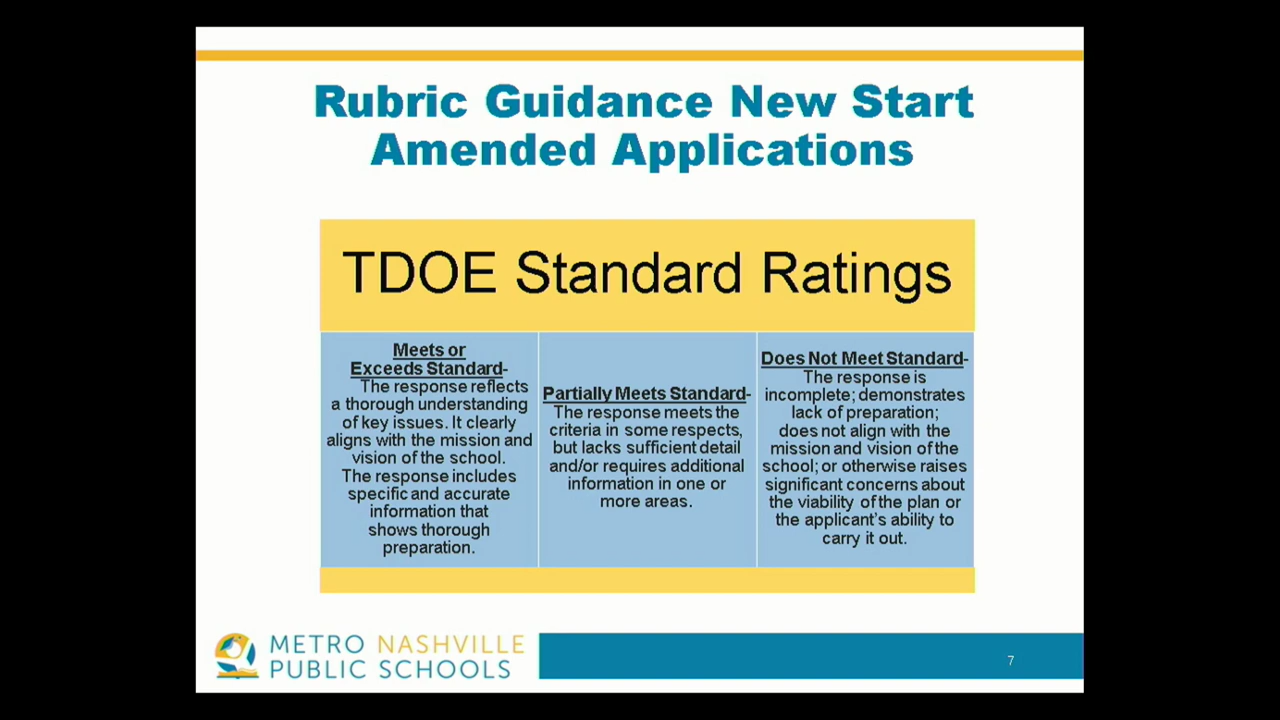 Rubric Guidance New Start
Amended Applications
TDOE Standard Ratings
Meets or
Exceeds Standard-
The response reflects
a thorough understanding
of key issues. It clearly
aligns with the mission and
vision of the school.
The response includes
specific and accurate
information that
shows thorough
preparation.
Partially Meets Standard-
The response meets the
criteria in some respects,
but lacks sufficient detail
and/or requires additional
information in one or
more areas.
Does Not Meet Standard-
The response is
incomplete; demonstrates
lack of preparation;
does not align with the
mission and vision of the
school; or otherwise raises
significant concerns about
the viability of the plan or
the applicant's ability to
carry it out.
METRO NASHVILLE
PUBLIC SCHOOLS
7